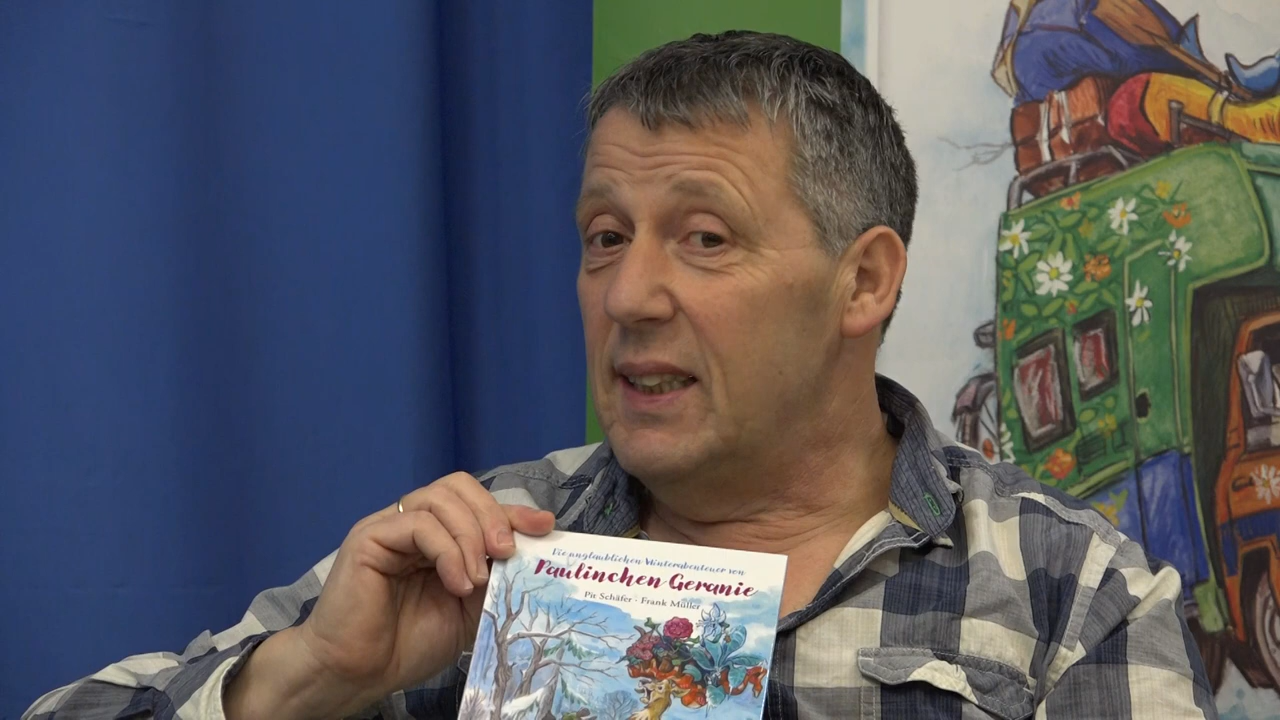 Die unglaublichen Winterabenteuer von
Paulinchen Geranie
Pit Schäfer - Frank Müller